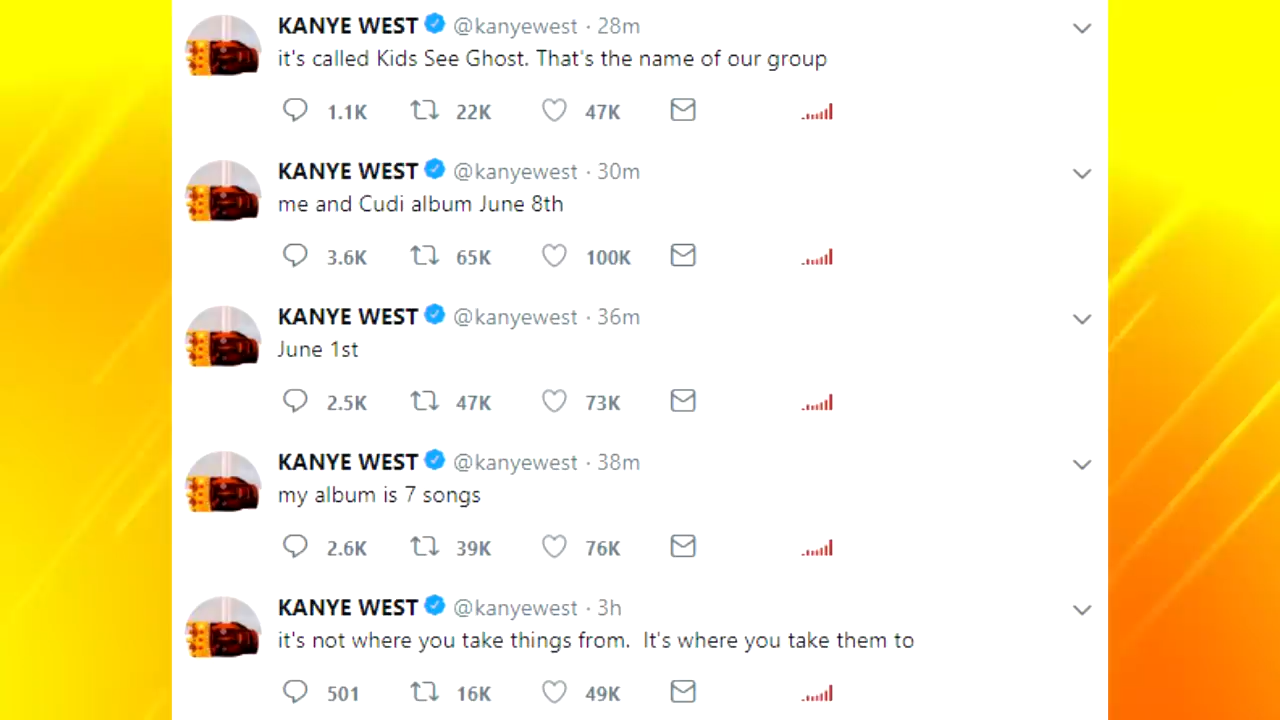 KANYE WEST @kanyewest · 28m
it's called Kids See Ghost. That's the name of our group
1.1K 22K 47K
KANYE WEST @kanyewest · 30m
me and Cudi album June 8th
3.6K 65K 100K
KANYE WEST @kanyewest · 36m
June 1st
2.5K 47K 73K
KANYE WEST @kanyewest · 38m
my album is 7 songs
2.6K 39K 76K
KANYE WEST @kanyewest · 3h
it's not where you take things from.  It's where you take them to
501 16K 49K